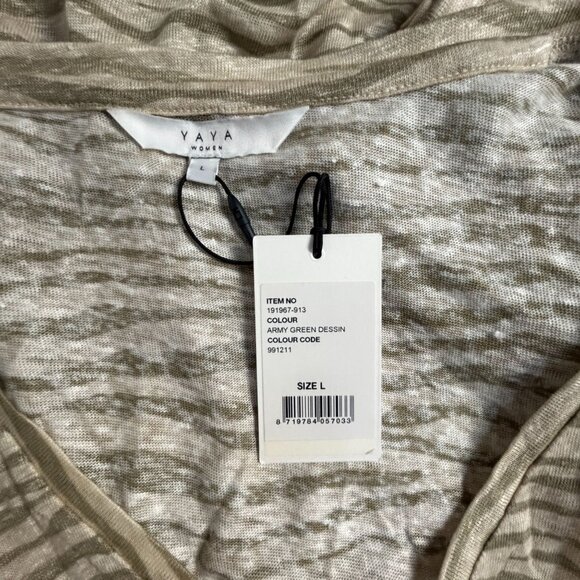 YAYA
WOMEN
L
ITEM NO
191967-913
COLOUR
ARMY GREEN DESSIN
COLOUR CODE
991211
SIZE L
8 719784 057033